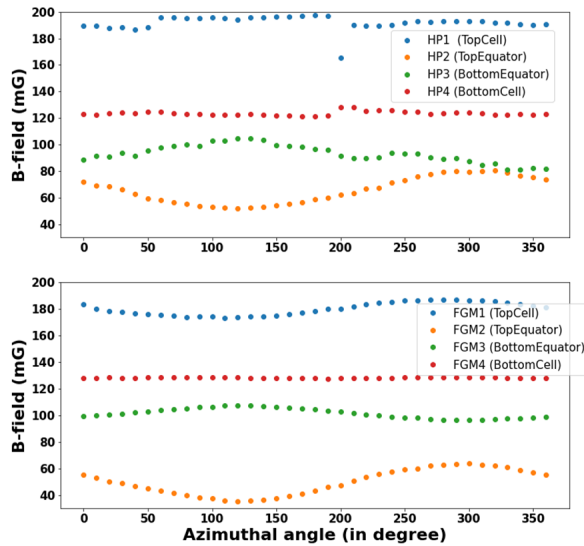 200
180
160
140
120
100
80
60
40
B-field (mG)
HP1 (TopCell)
HP2 (TopEquator)
HP3 (BottomEquator)
HP4 (BottomCell)
0 50 100 150 200 250 300 350
200
180
160
140
120
100
80
60
40
B-field (mG)
FGM1 (TopCell)
FGM2 (TopEquator)
FGM3 (BottomEquator)
FGM4 (BottomCell)
0 50 100 150 200 250 300 350
Azimuthal angle (in degree)